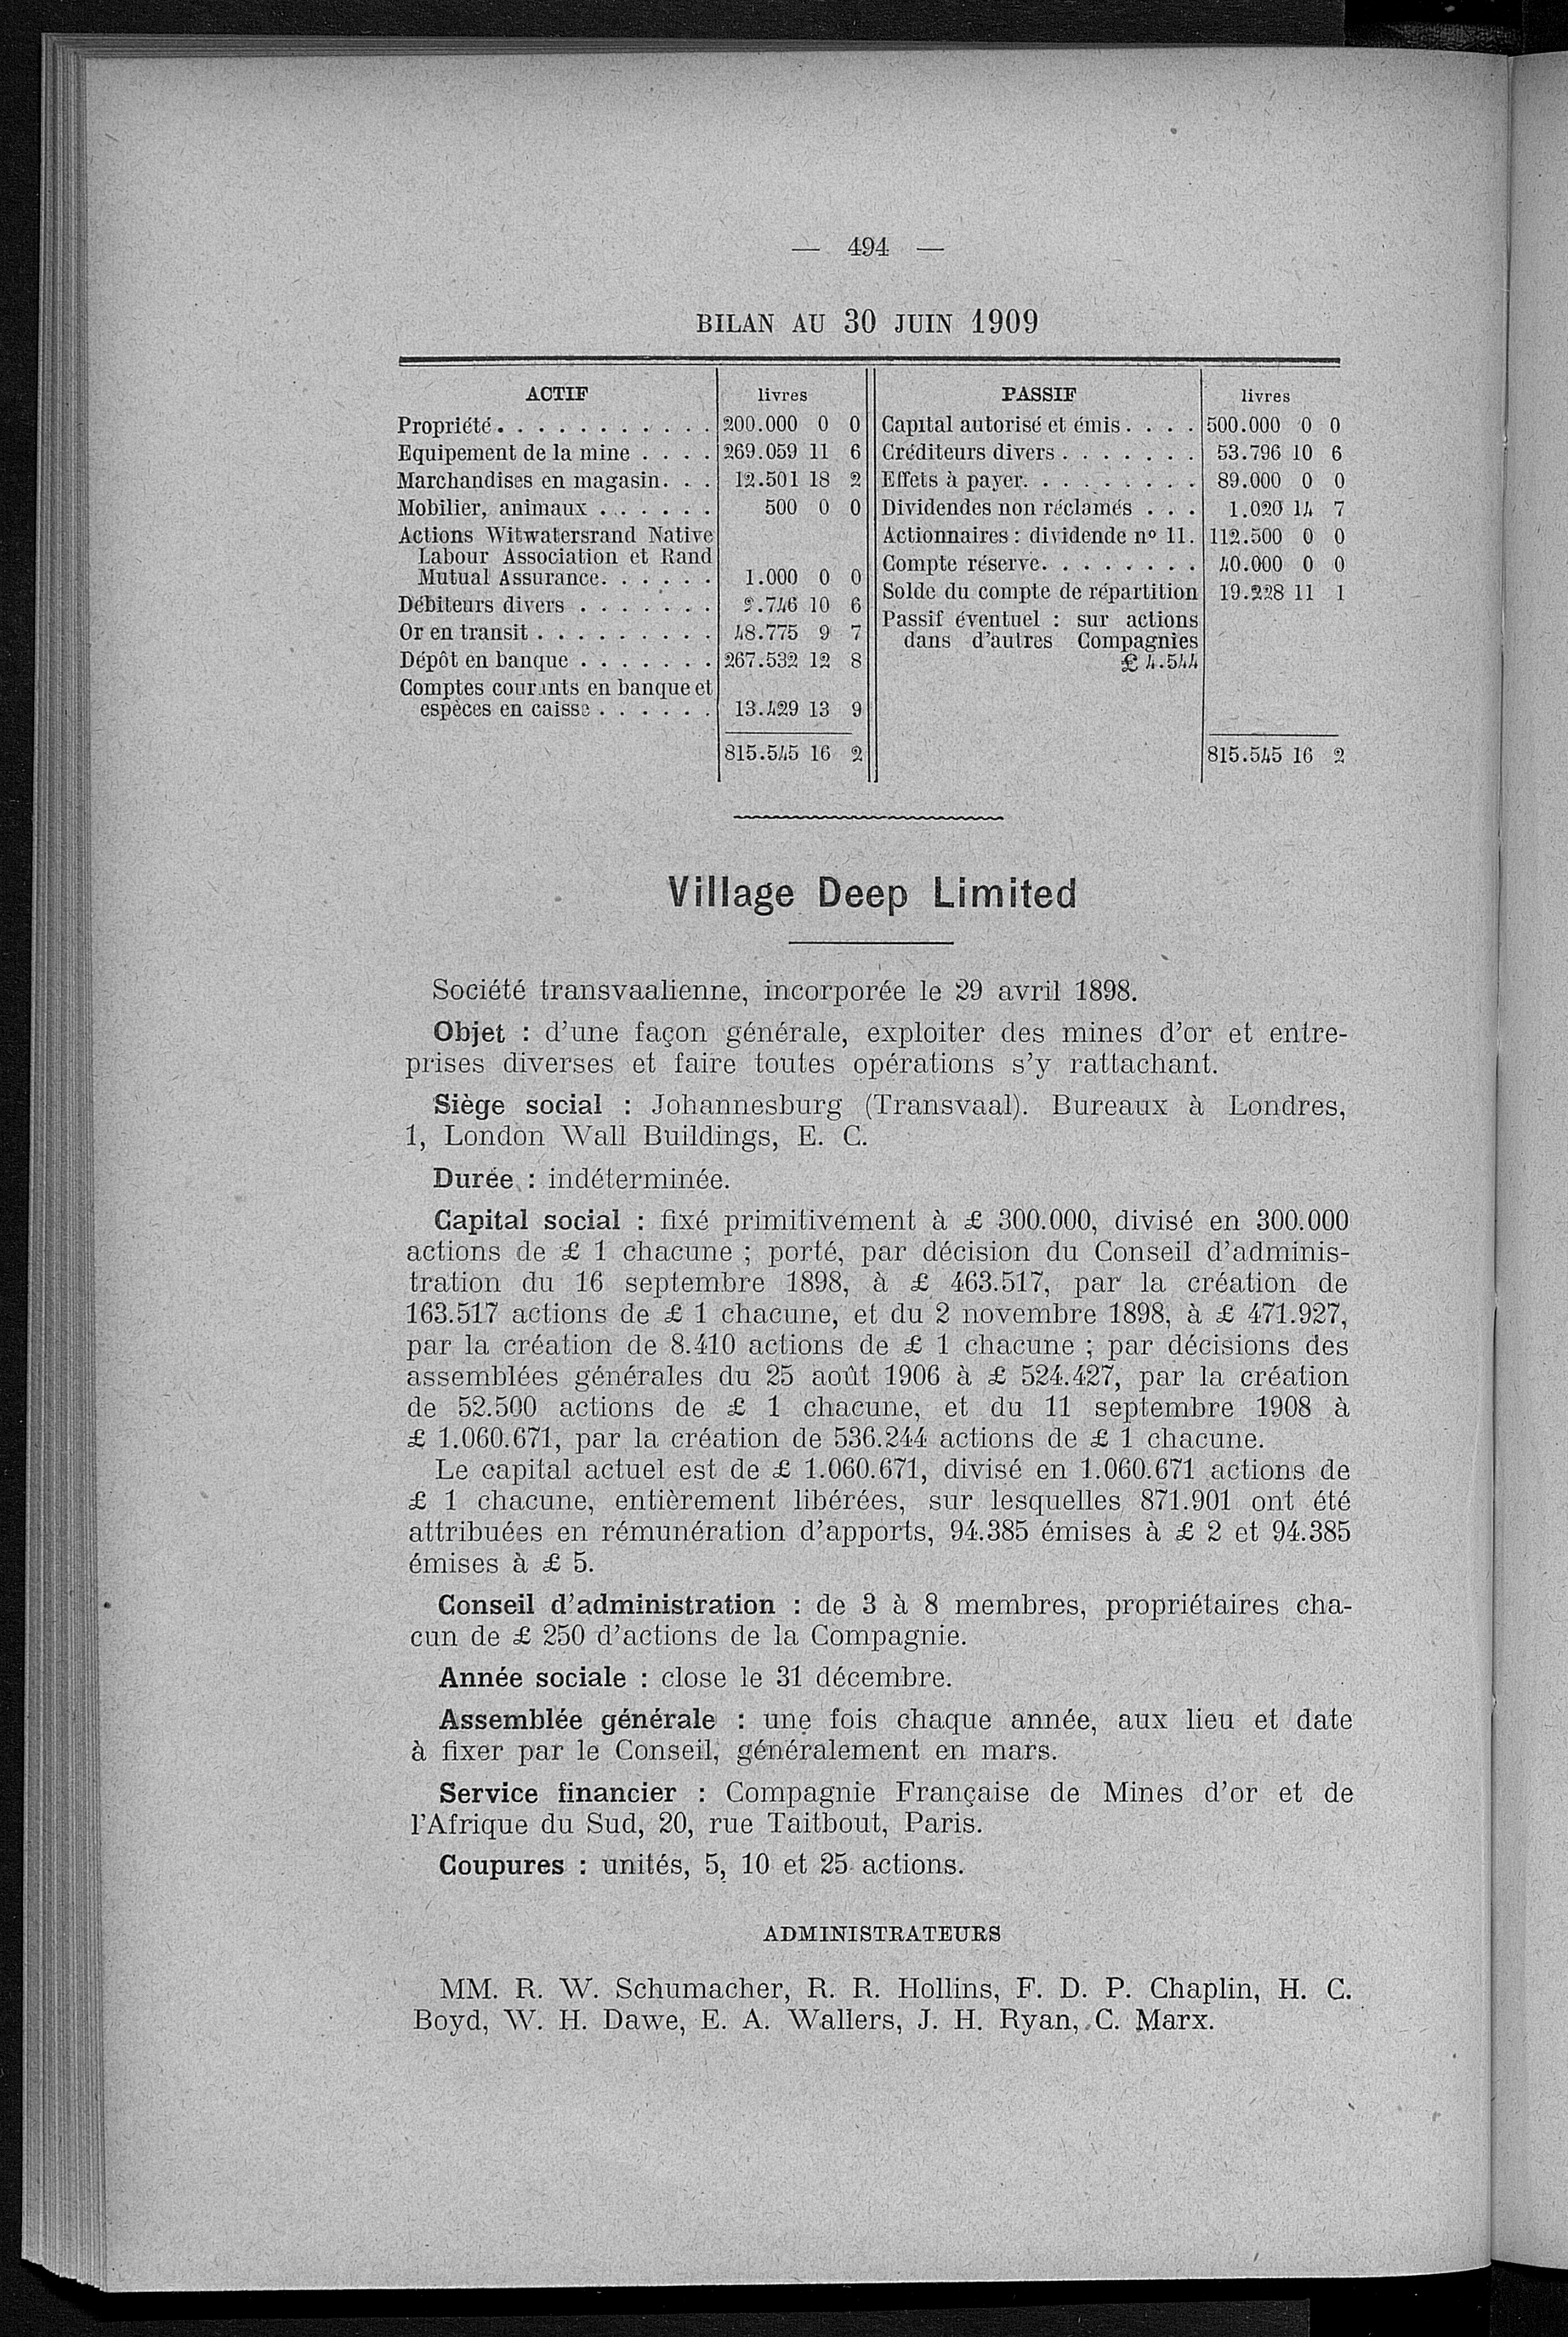 — 494 —
BILAN AU 30 JUIN 1909
ACTIF livres
Propriété. . . . . . . . . . . 200.000 0 0
Equipement de la mine . . . . 269.059 11 6
Marchandises en magasin. . . 12.501 18 2
Mobilier, animaux . . . . . . 500 0 0
Actions Witwatersrand Native
Labour Association et Rand
Mutual Assurance. . . . . . 1.000 0 0
Débiteurs divers . . . . . . . 2.746 10 6
Or en transit . . . . . . . . . 48.775 9 7
Dépôt en banque . . . . . . . 267.532 12 8
Comptes courants en banque et
espèces en caisse . . . . . . 13.429 13 9
815.545 16 2
PASSIF livres
Capital autorisé et émis . . . . 500.000 0 0
Créditeurs divers . . . . . . . 53.796 10 6
Effets à payer. . . . . . . . . 89.000 0 0
Dividendes non réclamés . . . 1.020 14 7
Actionnaires : dividende nº 11. 112.500 0 0
Compte réserve. . . . . . . . 40.000 0 0
Solde du compte de répartition 19.228 11 1
Passif éventuel : sur actions
dans d'autres Compagnies
£ 4.544
815.545 16 2
Village Deep Limited
Société transvaalienne, incorporée le 29 avril 1898.
Objet : d'une façon générale, exploiter des mines d'or et entre-
prises diverses et faire toutes opérations s'y rattachant.
Siège social : Johannesburg (Transvaal). Bureaux à Londres,
1, London Wall Buildings, E. C.
Durée : indéterminée.
Capital social : fixé primitivement à £ 300.000, divisé en 300.000
actions de £ 1 chacune ; porté, par décision du Conseil d'adminis-
tration du 16 septembre 1898, à £ 463.517, par la création de
163.517 actions de £ 1 chacune, et du 2 novembre 1898, à £ 471.927,
par la création de 8.410 actions de £ 1 chacune ; par décisions des
assemblées générales du 25 août 1906 à £ 524.427, par la création
de 52.500 actions de £ 1 chacune, et du 11 septembre 1908 à
£ 1.060.671, par la création de 536.244 actions de £ 1 chacune.
Le capital actuel est de £ 1.060.671, divisé en 1.060.671 actions de
£ 1 chacune, entièrement libérées, sur lesquelles 871.901 ont été
attribuées en rémunération d'apports, 94.385 émises à £ 2 et 94.385
émises à £ 5.
Conseil d'administration : de 3 à 8 membres, propriétaires cha-
cun de £ 250 d'actions de la Compagnie.
Année sociale : close le 31 décembre.
Assemblée générale : une fois chaque année, aux lieu et date
à fixer par le Conseil, généralement en mars.
Service financier : Compagnie Française de Mines d'or et de
l'Afrique du Sud, 20, rue Taitbout, Paris.
Coupures : unités, 5, 10 et 25 actions.
ADMINISTRATEURS
MM. R. W. Schumacher, R. R. Hollins, F. D. P. Chaplin, H. C.
Boyd, W. H. Dawe, E. A. Wallers, J. H. Ryan, C. Marx.